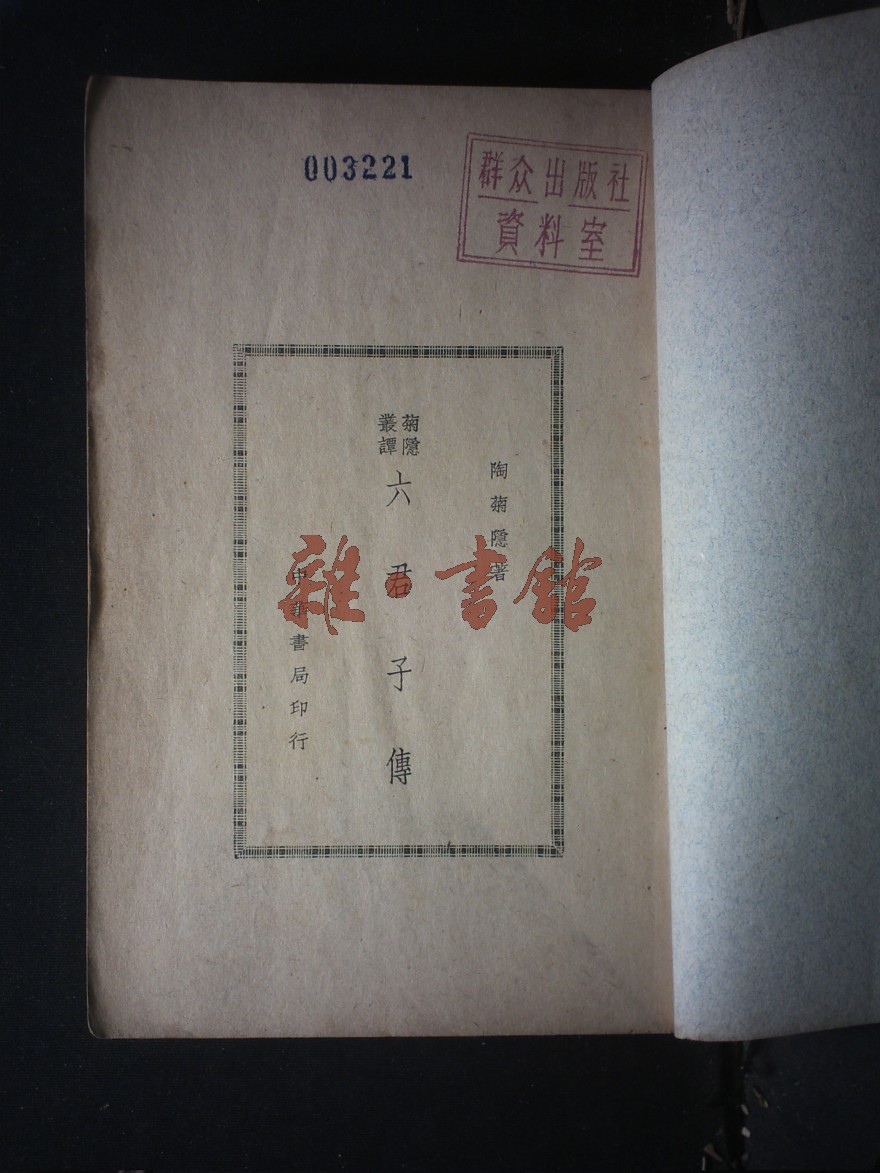 003221
群众出版社
資料室
陶菊隱著
菊隱
叢譚
六君子傳
中華書局印行
雜·書館